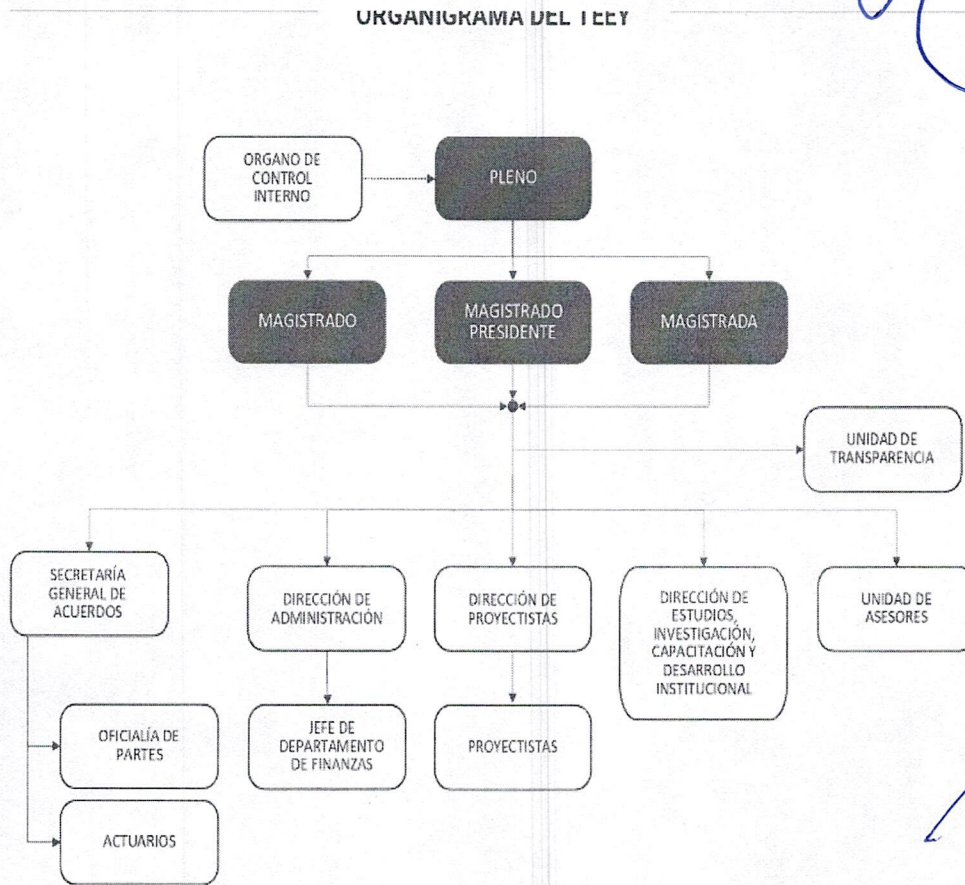 ORGANIGRAMA DEL TEEY
ORGANO DE
CONTROL
INTERNO
PLENO
MAGISTRADO
MAGISTRADO
PRESIDENTE
MAGISTRADA
UNIDAD DE
TRANSPARENCIA
SECRETARÍA
GENERAL DE
ACUERDOS
DIRECCIÓN DE
ADMINISTRACIÓN
DIRECCIÓN DE
PROYECTISTAS
DIRECCIÓN DE
ESTUDIOS,
INVESTIGACIÓN,
CAPACITACIÓN Y
DESARROLLO
INSTITUCIONAL
UNIDAD DE
ASESORES
OFICIALÍA DE
PARTES
JEFE DE
DEPARTAMENTO
DE FINANZAS
PROYECTISTAS
ACTUARIOS